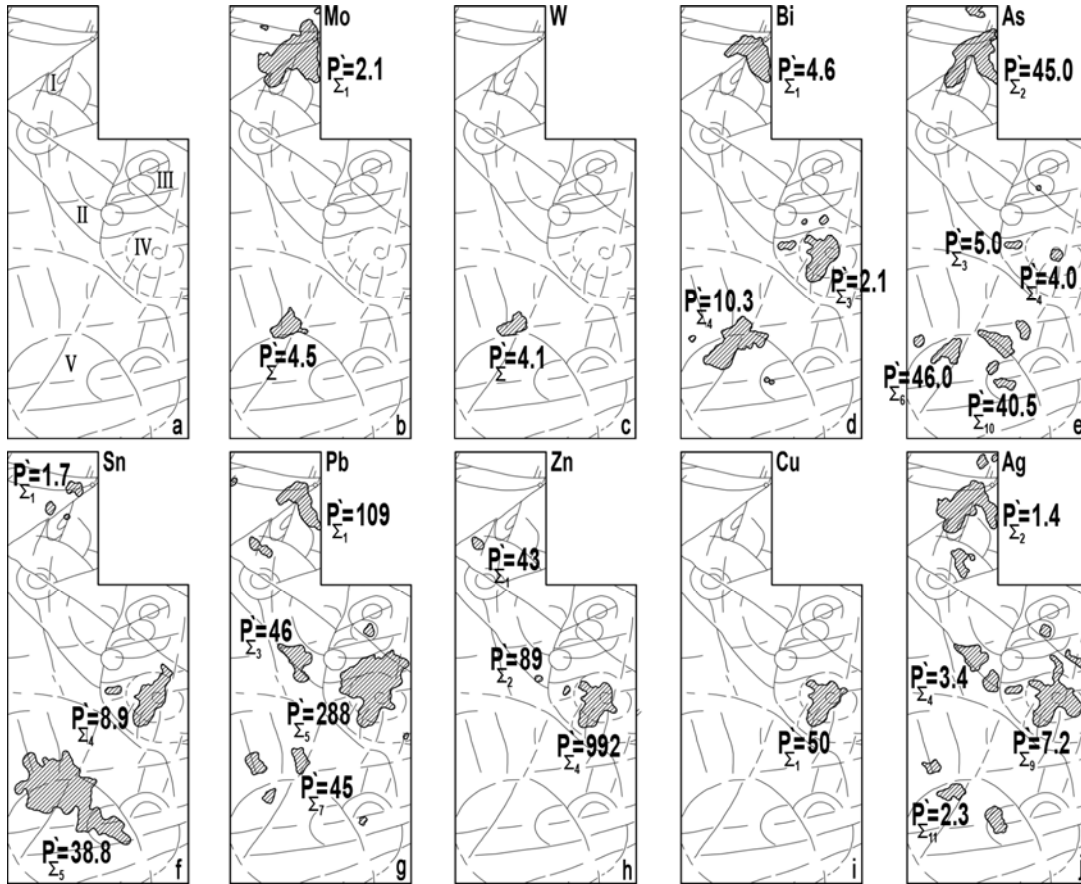 I
II
III
IV
V
a
Mo
P`=2.1
Σ1
P`=4.5
Σ
b
W
P`=4.1
Σ
c
Bi
P`=4.6
Σ1
P`=2.1
Σ3
P`=10.3
Σ4
d
As
P`=45.0
Σ2
P`=5.0
Σ3
P`=4.0
Σ4
P`=46.0
Σ6
P`=40.5
Σ10
e
Sn
P`=1.7
Σ1
P`=8.9
Σ4
P`=38.8
Σ5
f
Pb
P`=109
Σ1
P`=46
Σ3
P`=288
Σ5
P`=45
Σ7
g
Zn
P`=43
Σ1
P`=89
Σ2
P`=992
Σ4
h
Cu
P`=50
Σ1
i
Ag
P`=1.4
Σ2
P`=3.4
Σ4
P`=7.2
Σ9
P`=2.3
Σ11
j